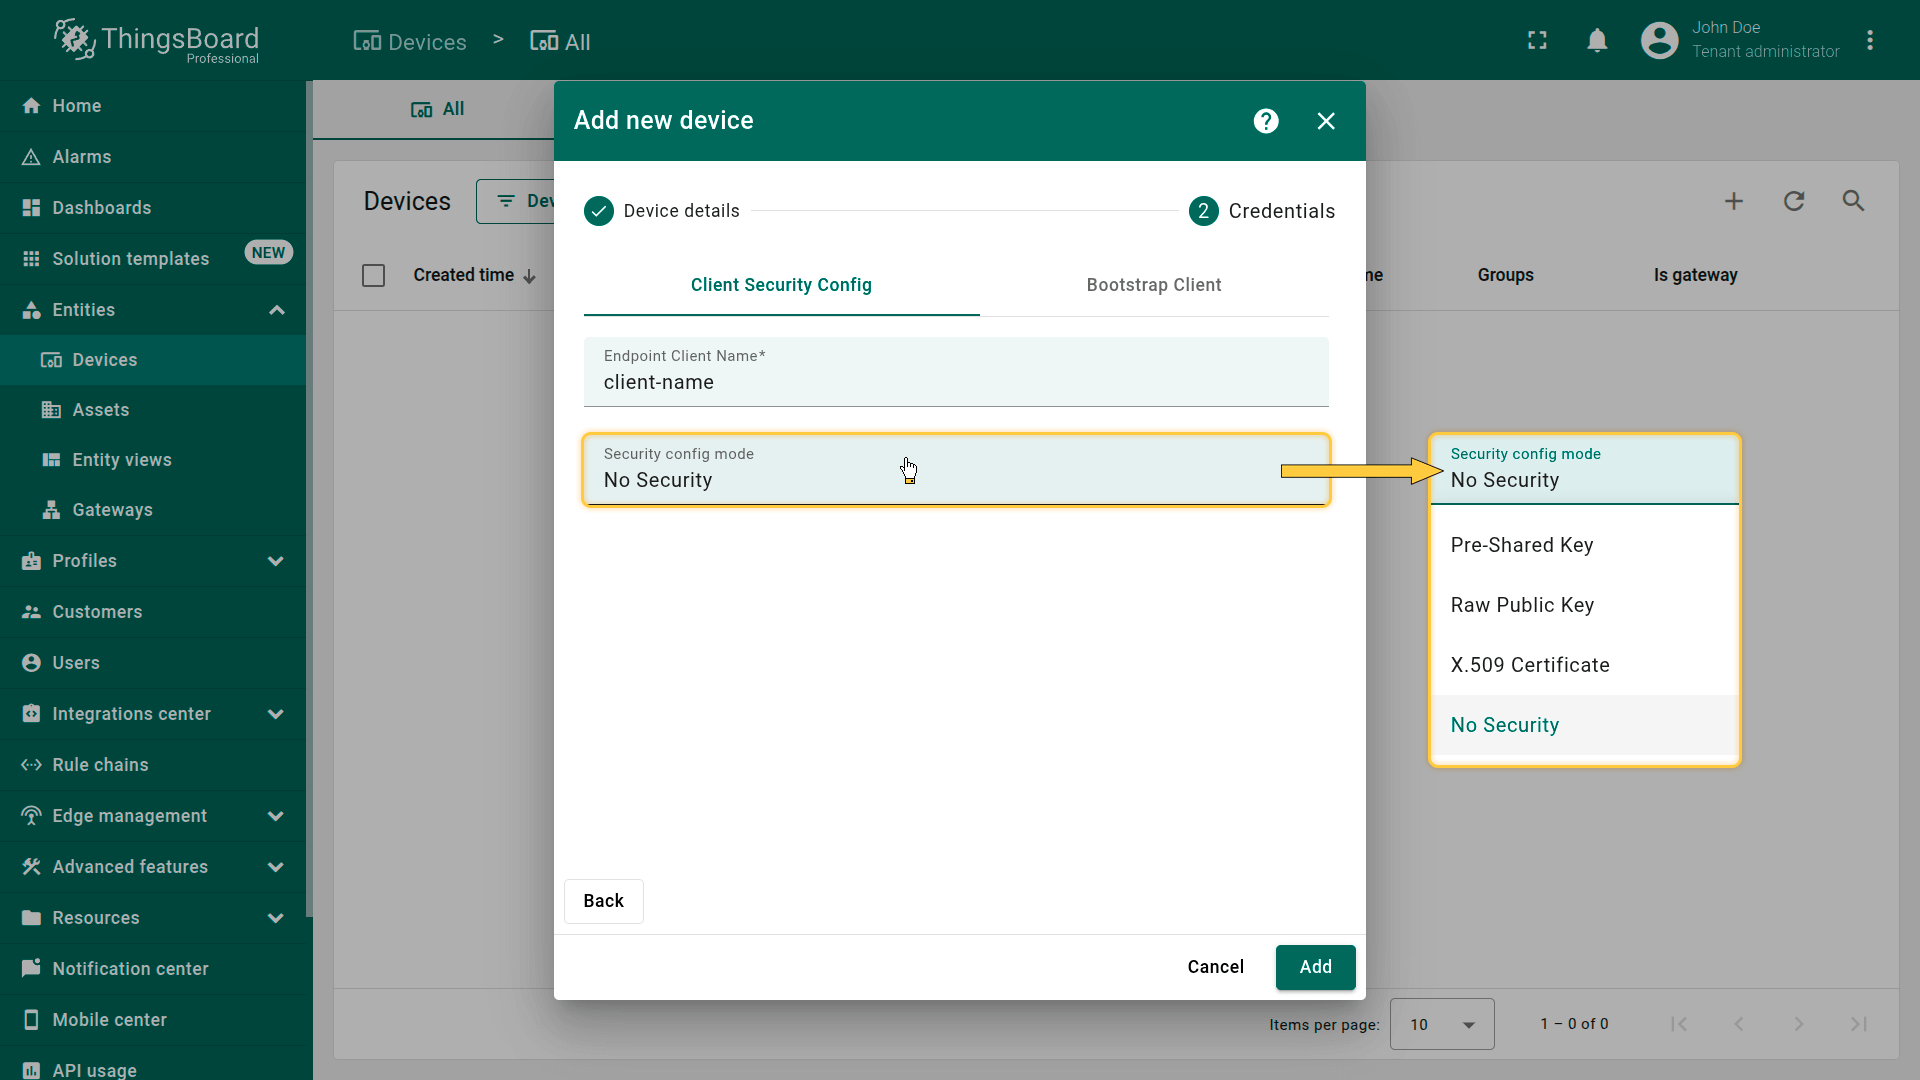 ThingsBoard
Professional
Devices > All
John Doe
Tenant administrator
Home
Alarms
Dashboards
Solution templates NEW
Entities
Devices
Assets
Entity views
Gateways
Profiles
Customers
Users
Integrations center
Rule chains
Edge management
Advanced features
Resources
Notification center
Mobile center
API usage
All
Devices
Created time
Groups
Is gateway
Add new device
Device details
2 Credentials
Client Security Config
Bootstrap Client
Endpoint Client Name*
client-name
Security config mode
No Security
Back
Cancel
Add
Security config mode
No Security
Pre-Shared Key
Raw Public Key
X.509 Certificate
No Security
Items per page: 10 1 – 0 of 0